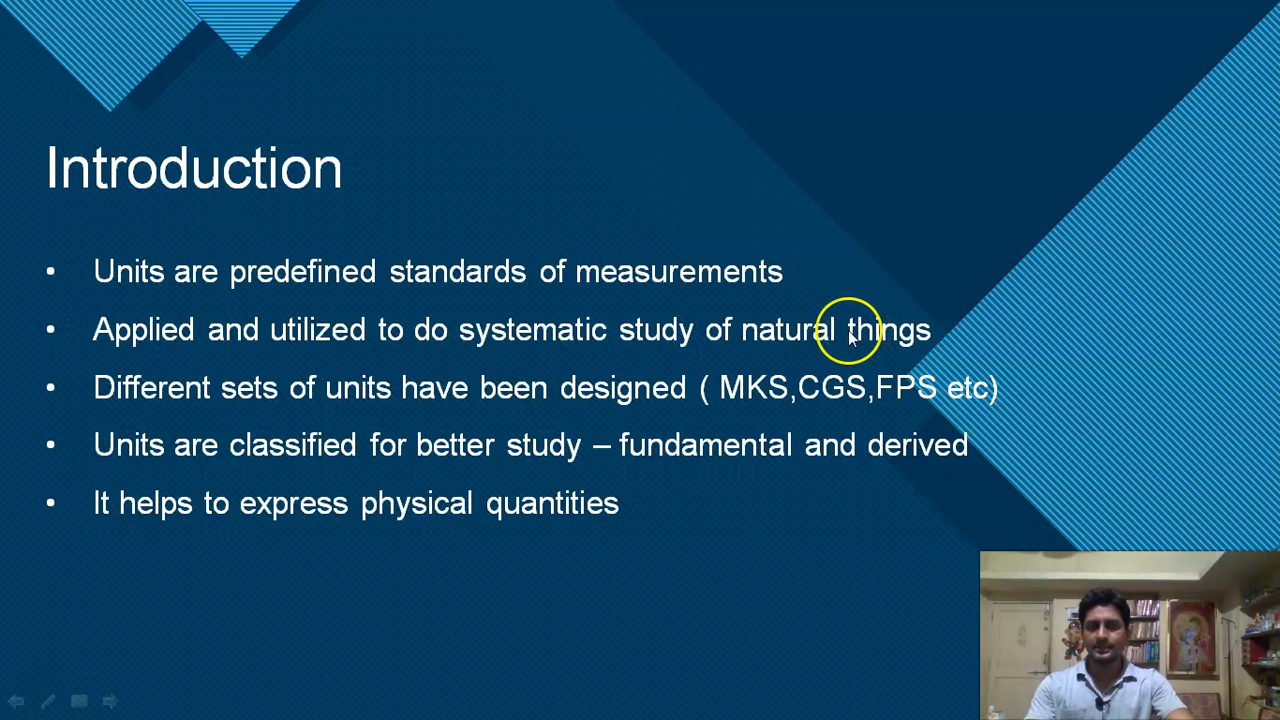 Introduction
• Units are predefined standards of measurements
• Applied and utilized to do systematic study of natural things
• Different sets of units have been designed ( MKS,CGS,FPS etc)
• Units are classified for better study – fundamental and derived
• It helps to express physical quantities